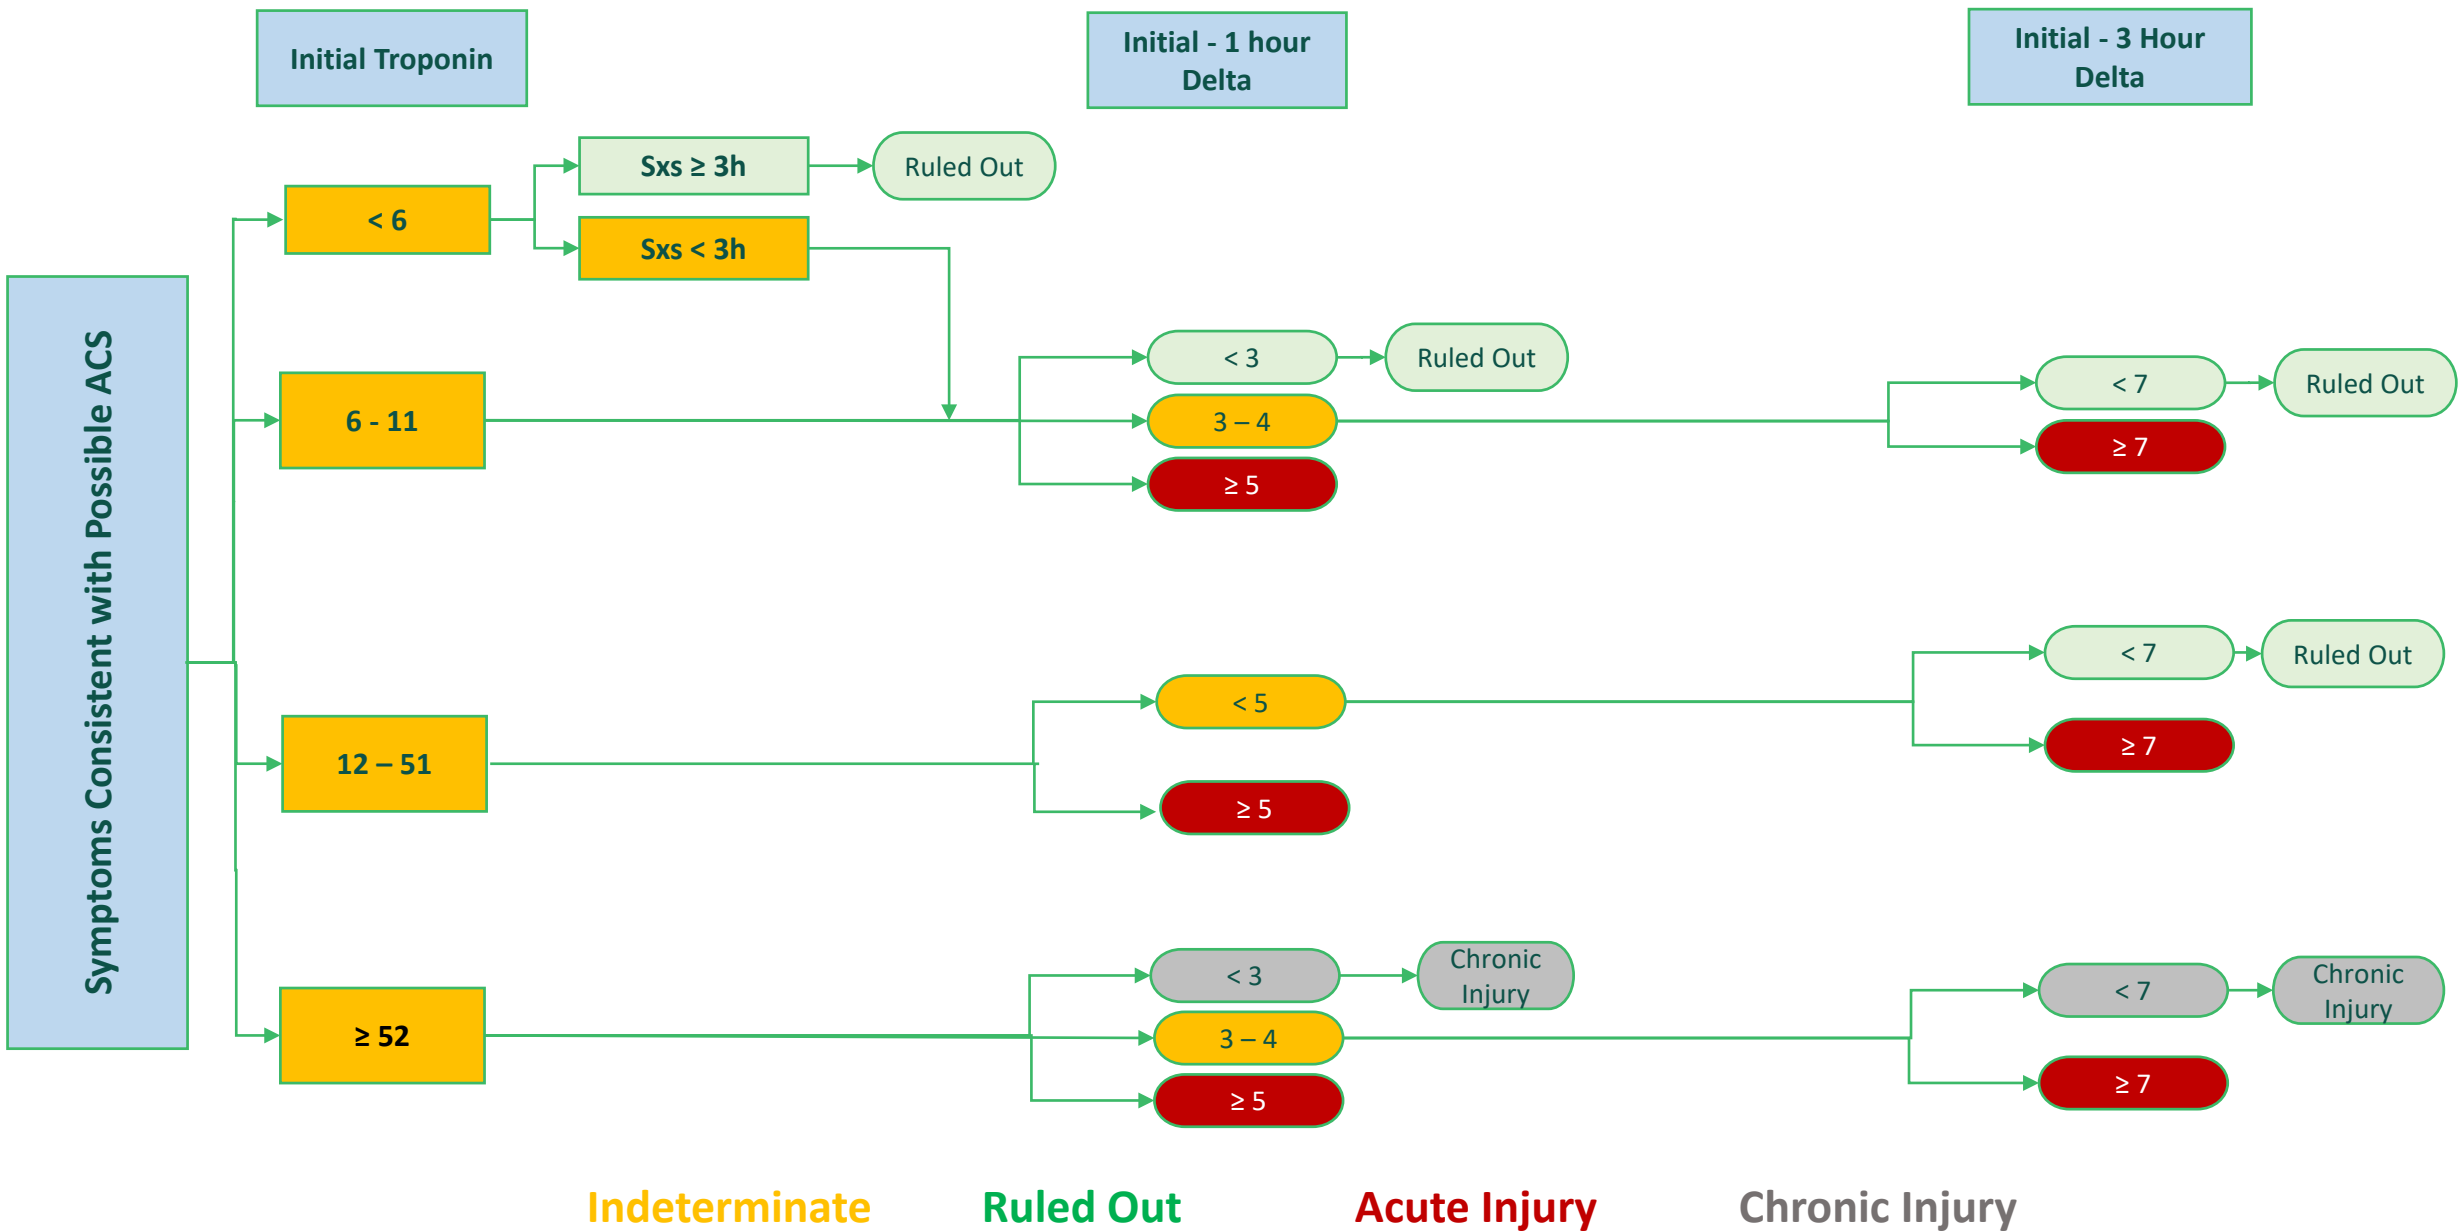 Initial Troponin
Initial - 1 hour
Delta
Initial - 3 Hour
Delta
Symptoms Consistent with Possible ACS
< 6
Sxs ≥ 3h
Ruled Out
Sxs < 3h
6 - 11
< 3
Ruled Out
3 – 4
≥ 5
< 7
Ruled Out
≥ 7
12 – 51
< 5
≥ 5
< 7
Ruled Out
≥ 7
≥ 52
< 3
Chronic
Injury
3 – 4
≥ 5
< 7
Chronic
Injury
≥ 7
Indeterminate
Ruled Out
Acute Injury
Chronic Injury